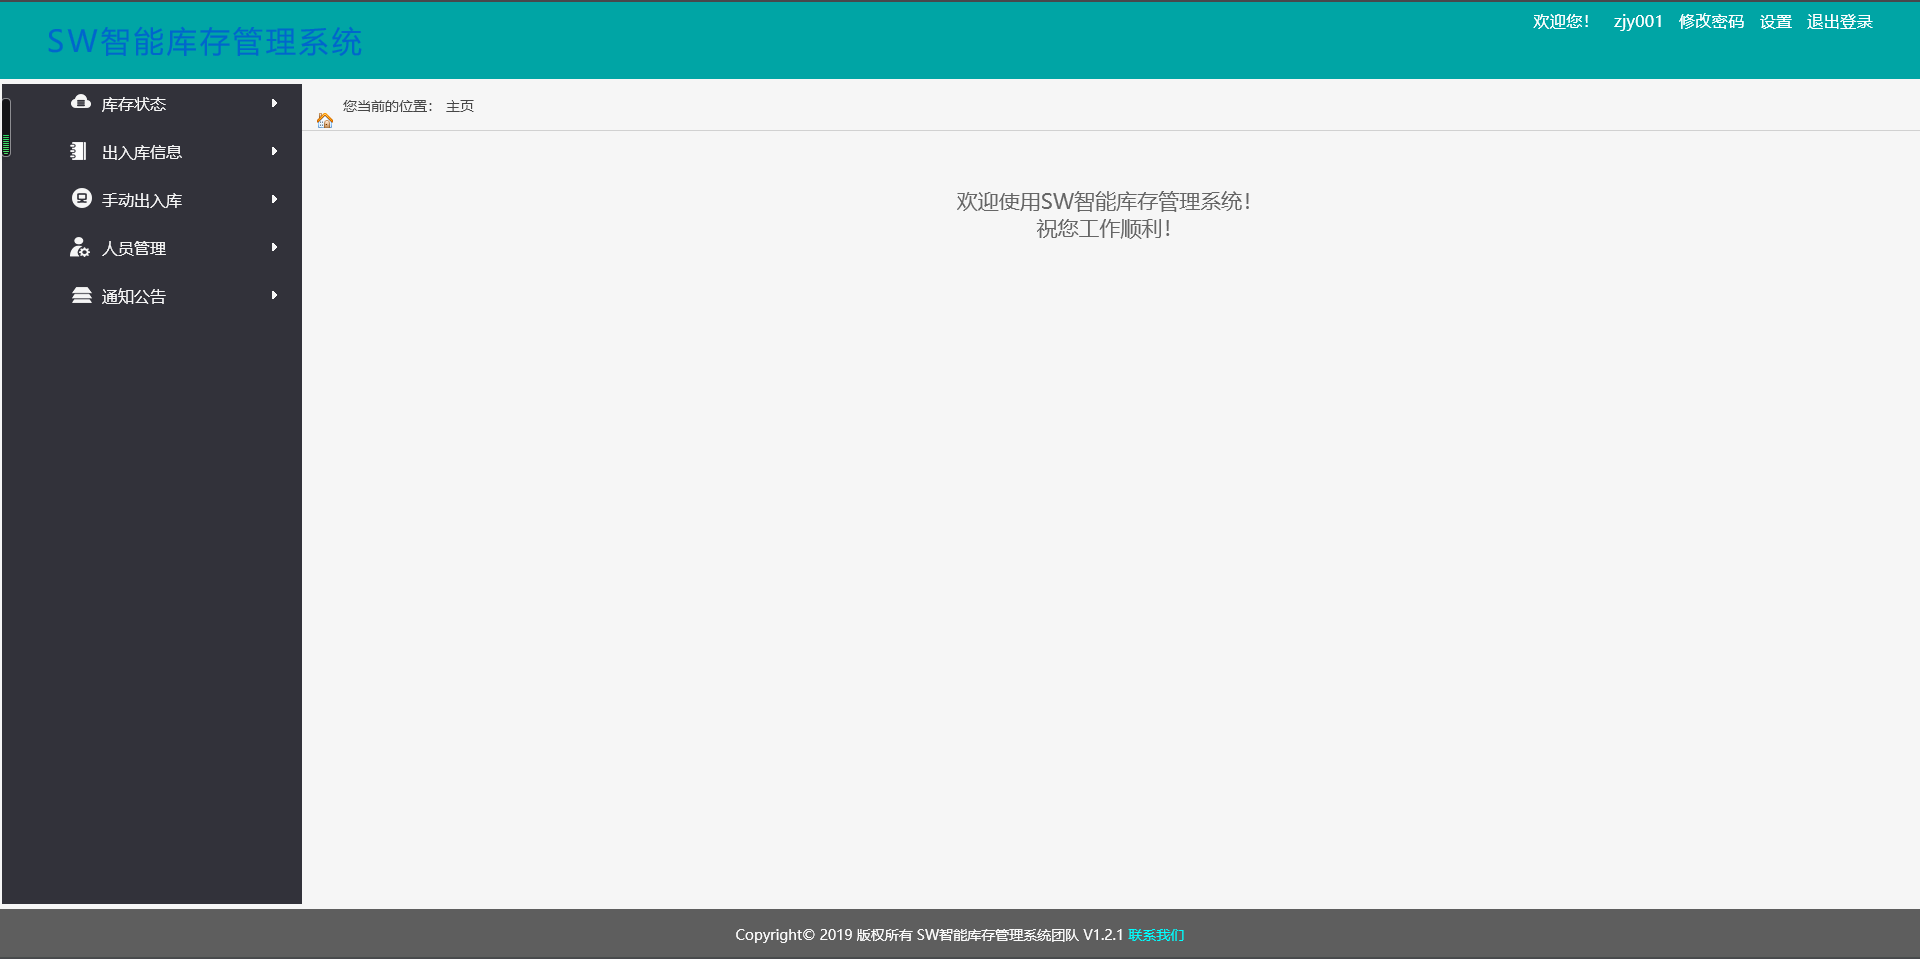 SW智能库存管理系统
欢迎您！ zjy001 修改密码 设置 退出登录
库存状态
出入库信息
手动出入库
人员管理
通知公告
您当前的位置： 主页
欢迎使用SW智能库存管理系统！
祝您工作顺利！
Copyright© 2019 版权所有 SW智能库存管理系统团队 V1.2.1 联系我们